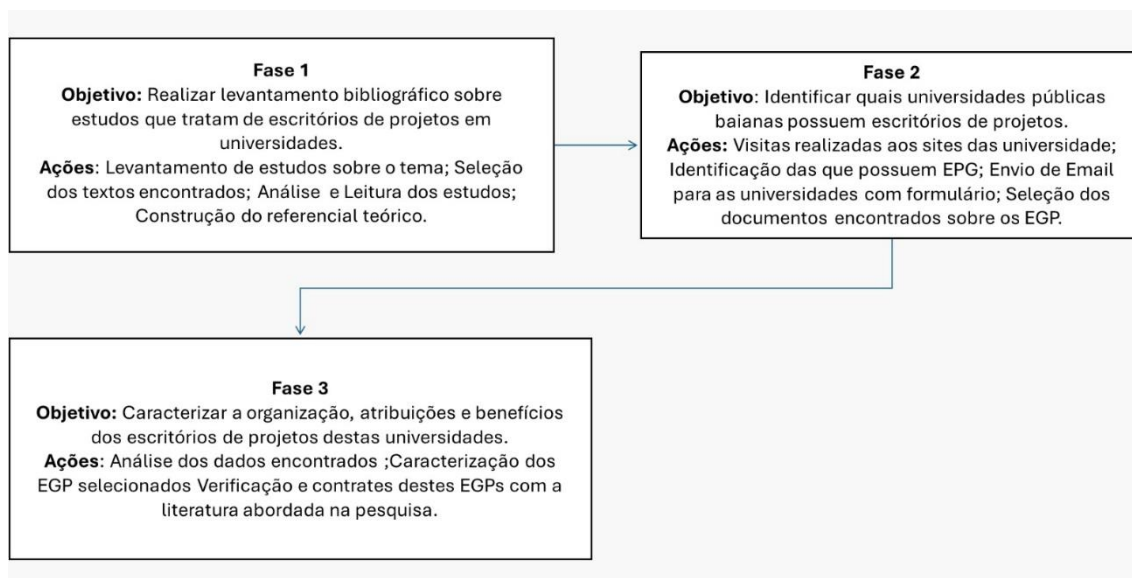 Fase 1
Objetivo: Realizar levantamento bibliográfico sobre
estudos que tratam de escritórios de projetos em
universidades.
Ações: Levantamento de estudos sobre o tema; Seleção
dos textos encontrados; Análise e Leitura dos estudos;
Construção do referencial teórico.
Fase 2
Objetivo: Identificar quais universidades públicas
baianas possuem escritórios de projetos.
Ações: Visitas realizadas aos sites das universidade;
Identificação das que possuem EPG; Envio de Email
para as universidades com formulário; Seleção dos
documentos encontrados sobre os EGP.
Fase 3
Objetivo: Caracterizar a organização, atribuições e benefícios
dos escritórios de projetos destas universidades.
Ações: Análise dos dados encontrados ;Caracterização dos
EGP selecionados Verificação e contrates destes EGPs com a
literatura abordada na pesquisa.